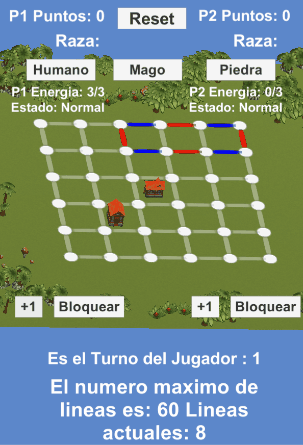 P1 Puntos: 0 Reset P2 Puntos: 0
Raza: Raza:
Humano Mago Piedra
P1 Energia: 3/3 P2 Energia: 0/3
Estado: Normal Estado: Normal
+1 Bloquear +1 Bloquear
Es el Turno del Jugador : 1
El numero maximo de
lineas es: 60 Lineas
actuales: 8